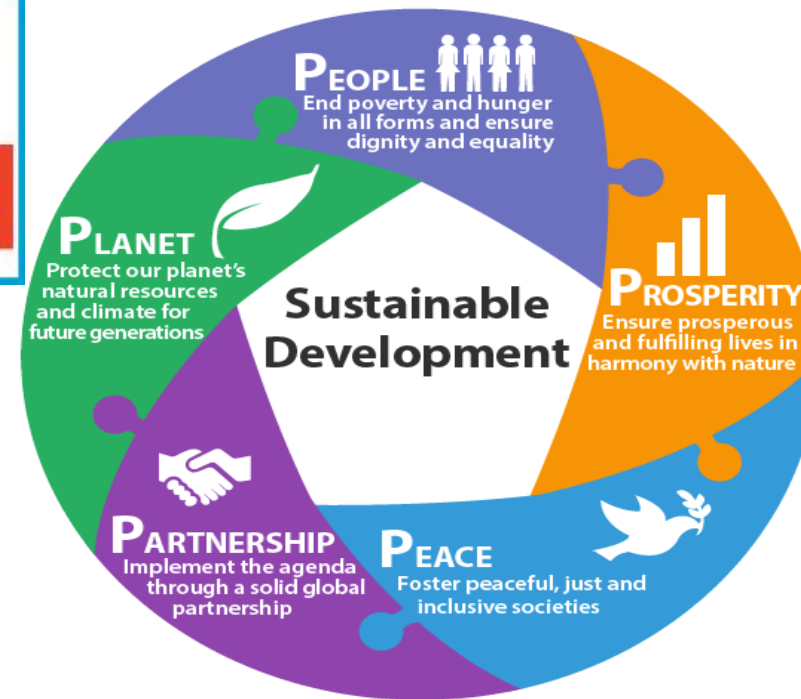 PEOPLE
End poverty and hunger
in all forms and ensure
dignity and equality
PROSPERITY
Ensure prosperous
and fulfilling lives in
harmony with nature
PEACE
Foster peaceful, just and
inclusive societies
PARTNERSHIP
Implement the agenda
through a solid global
partnership
PLANET
Protect our planet's
natural resources
and climate for
future generations
Sustainable
Development